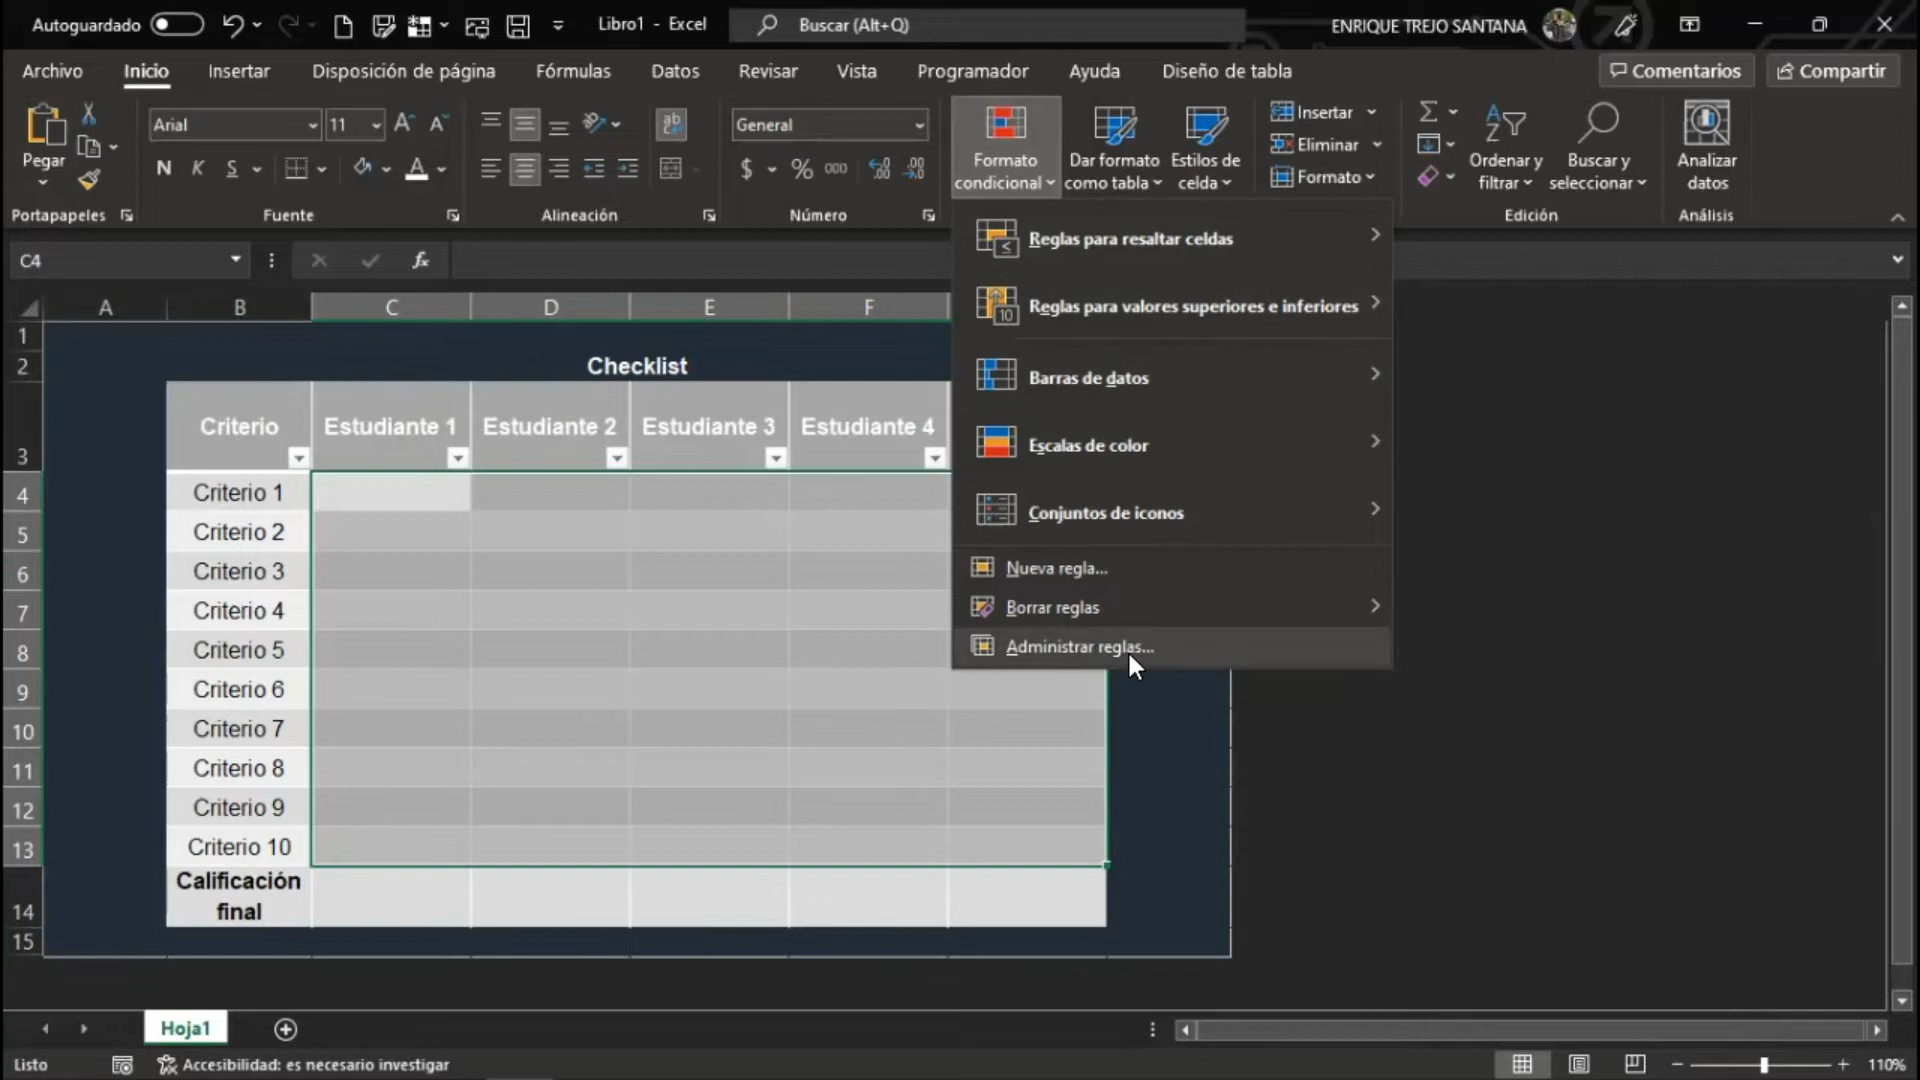 Autoguardado
Libro1 - Excel
Buscar (Alt+Q)
ENRIQUE TREJO SANTANA
Archivo
Inicio
Insertar
Disposición de página
Fórmulas
Datos
Revisar
Vista
Programador
Ayuda
Diseño de tabla
Comentarios
Compartir
Pegar
Arial
11
General
Formato condicional
Dar formato como tabla
Estilos de celda
Insertar
Eliminar
Formato
Ordenar y filtrar
Buscar y seleccionar
Analizar datos
N K S
$ % 000
Portapapeles
Fuente
Alineación
Número
Edición
Análisis
C4
fx
Reglas para resaltar celdas
Reglas para valores superiores e inferiores
Barras de datos
Escalas de color
Conjuntos de iconos
Nueva regla...
Borrar reglas
Administrar reglas...
A B C D E F
1
2 Checklist
3 Criterio Estudiante 1 Estudiante 2 Estudiante 3 Estudiante 4
4 Criterio 1
5 Criterio 2
6 Criterio 3
7 Criterio 4
8 Criterio 5
9 Criterio 6
10 Criterio 7
11 Criterio 8
12 Criterio 9
13 Criterio 10
14 Calificación final
15
Hoja1
Listo
Accesibilidad: es necesario investigar
110%